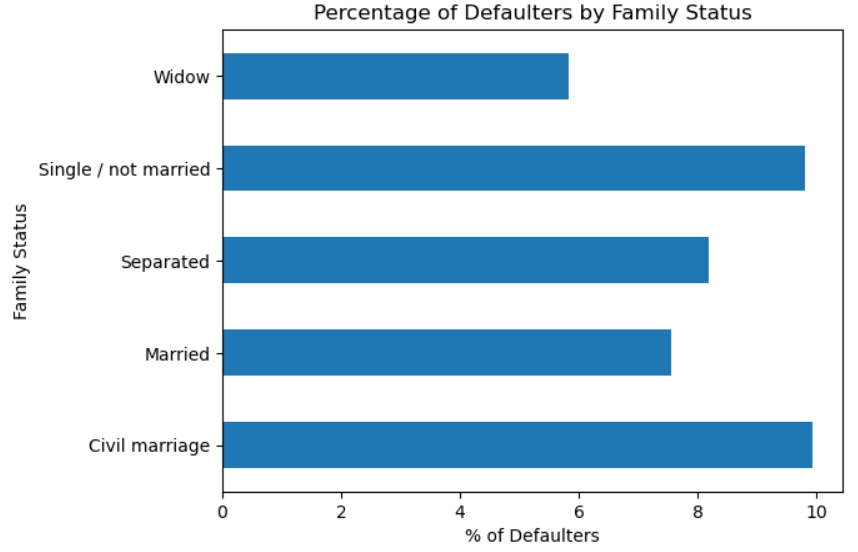 Percentage of Defaulters by Family Status
Family Status
Widow
Single / not married
Separated
Married
Civil marriage
0 2 4 6 8 10
% of Defaulters